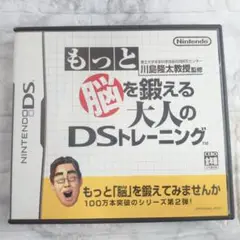 Nintendo
もっと
川島隆太教授監修
脳を鍛える
大人の
DSトレーニング
TM
NINTENDO DS
TM
もっと「脳」を鍛えてみませんか
100万本突破のシリーズ第2弾!